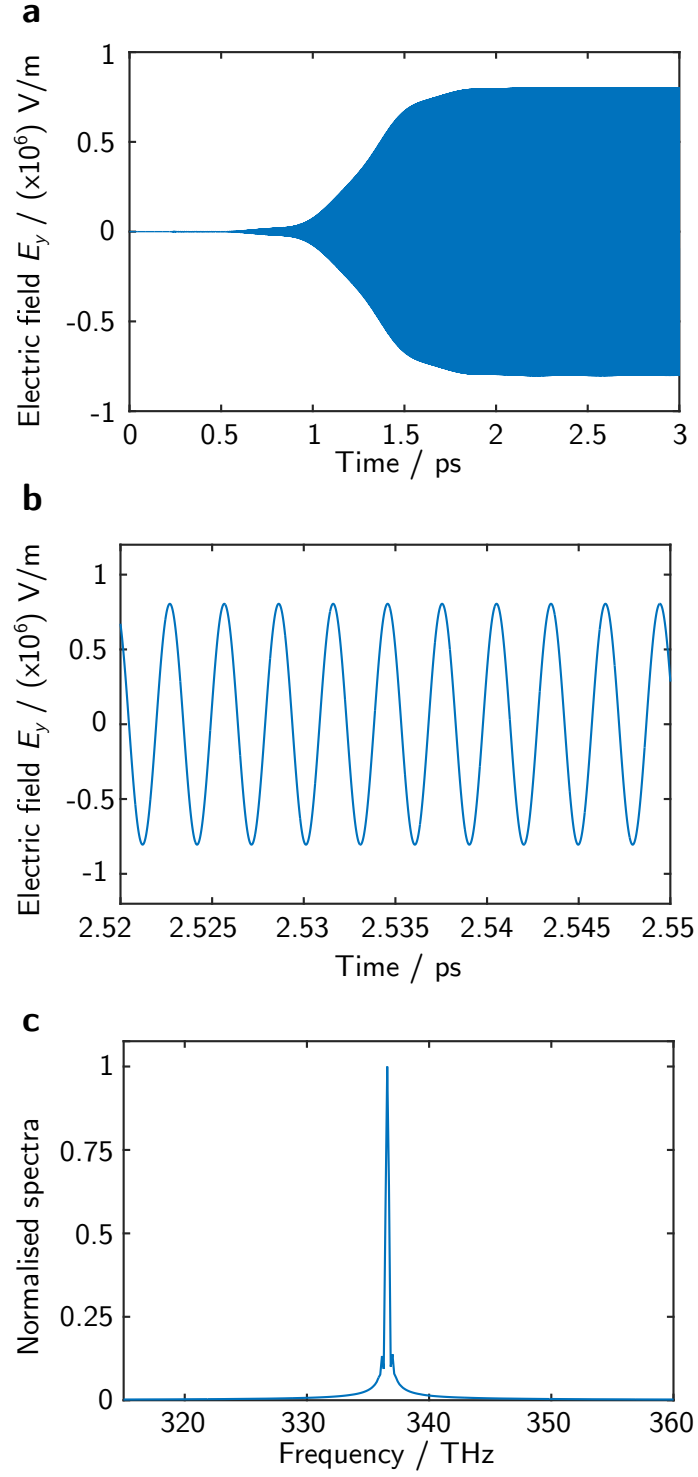 a
Electric field E_y / (x10^6) V/m
1
0.5
0
-0.5
-1
0 0.5 1 1.5 2 2.5 3
Time / ps
b
Electric field E_y / (x10^6) V/m
1
0.5
0
-0.5
-1
2.52 2.525 2.53 2.535 2.54 2.545 2.55
Time / ps
c
Normalised spectra
1
0.75
0.5
0.25
0
320 330 340 350 360
Frequency / THz